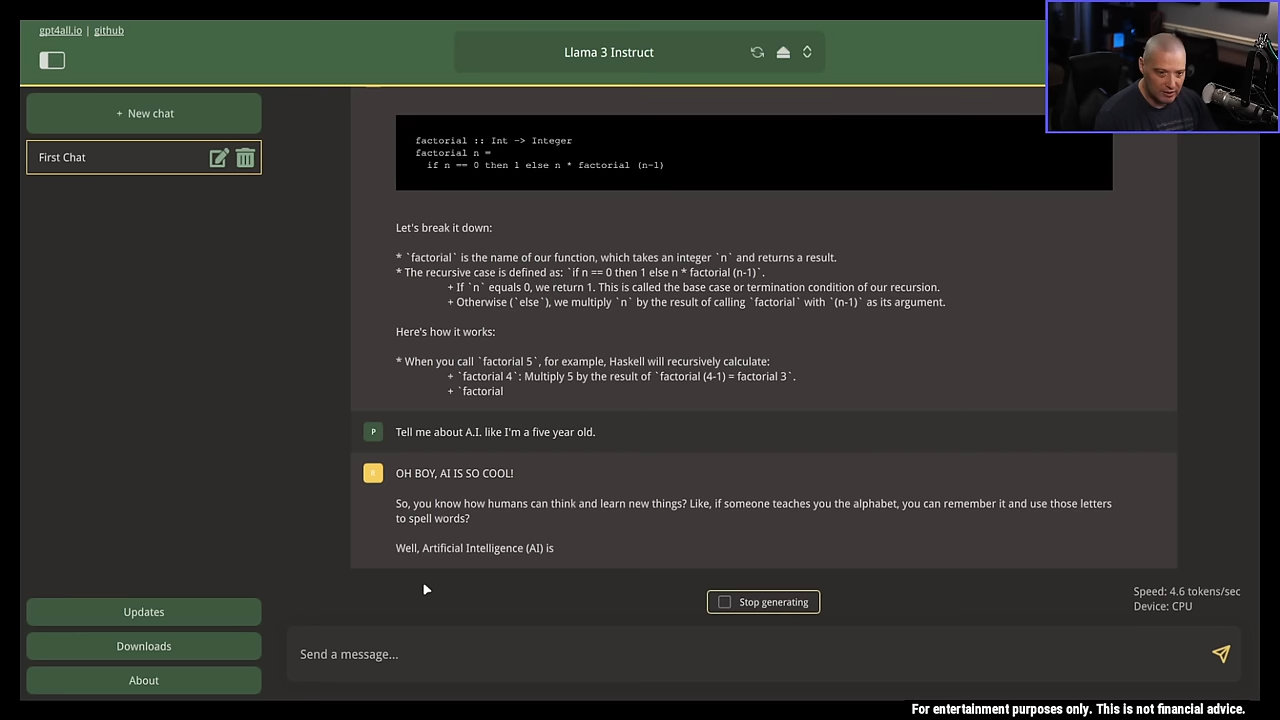 gpt4all.io | github
Llama 3 Instruct
+ New chat
First Chat
factorial :: Int -> Integer
factorial n =
if n == 0 then 1 else n * factorial (n-1)
Let's break it down:
* `factorial` is the name of our function, which takes an integer `n` and returns a result.
* The recursive case is defined as: `if n == 0 then 1 else n * factorial (n-1)`.
+ If `n` equals 0, we return 1. This is called the base case or termination condition of our recursion.
+ Otherwise (`else`), we multiply `n` by the result of calling `factorial` with `(n-1)` as its argument.
Here's how it works:
* When you call `factorial 5`, for example, Haskell will recursively calculate:
+ `factorial 4`: Multiply 5 by the result of `factorial (4-1) = factorial 3`.
+ `factorial
P
Tell me about A.I. like I'm a five year old.
OH BOY, AI IS SO COOL!
So, you know how humans can think and learn new things? Like, if someone teaches you the alphabet, you can remember it and use those letters
to spell words?
Well, Artificial Intelligence (AI) is
Stop generating
Speed: 4.6 tokens/sec
Device: CPU
Send a message...
Updates
Downloads
About
For entertainment purposes only. This is not financial advice.